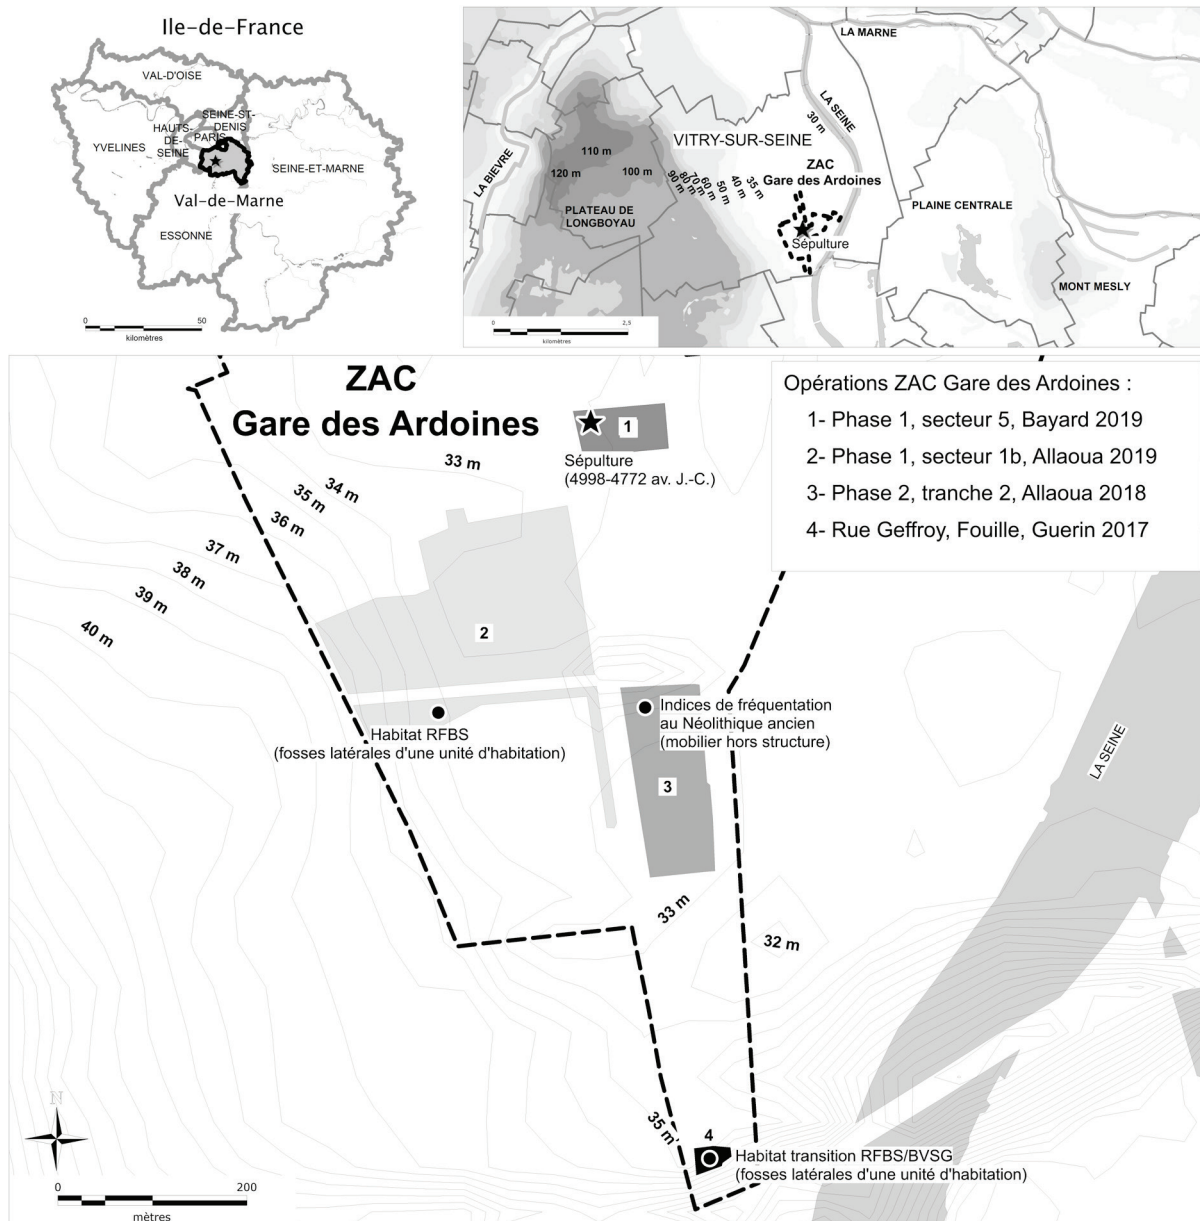 Ile-de-France
VAL-D'OISE
SEINE-ST-
DENIS
HAUTS-
DE-
SEINE
PARIS
YVELINES
SEINE-ET-MARNE
Val-de-Marne
ESSONNE
0 50
kilomètres
LA MARNE
LA SEINE
30 m
VITRY-SUR-SEINE
LA BIEVRE
110 m
120 m
100 m
90 m
80 m
70 m
60 m
50 m
40 m
35 m
ZAC
Gare des Ardoines
PLATEAU DE
LONGBOYAU
Sépulture
PLAINE CENTRALE
MONT MESLY
0 2,5
kilomètres
ZAC
Gare des Ardoines
1
Sépulture
(4998-4772 av. J.-C.)
Opérations ZAC Gare des Ardoines :
1- Phase 1, secteur 5, Bayard 2019
2- Phase 1, secteur 1b, Allaoua 2019
3- Phase 2, tranche 2, Allaoua 2018
4- Rue Geffroy, Fouille, Guerin 2017
33 m
34 m
35 m
36 m
37 m
38 m
39 m
40 m
2
Habitat RFBS
(fosses latérales d'une unité d'habitation)
Indices de fréquentation
au Néolithique ancien
(mobilier hors structure)
3
LA SEINE
33 m
32 m
35 m
4
Habitat transition RFBS/BVSG
(fosses latérales d'une unité d'habitation)
N
0 200
mètres